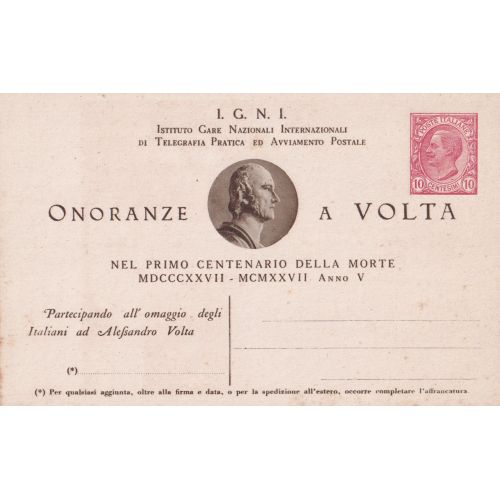 I. G. N. I.
ISTITUTO GARE NAZIONALI INTERNAZIONALI
DI TELEGRAFIA PRATICA ED AVVIAMENTO POSTALE
POSTE ITALIANE
10 CENTESIMI 10
ONORANZE A VOLTA
NEL PRIMO CENTENARIO DELLA MORTE
MDCCCXXVII - MCMXXVII ANNO V
Partecipando all' omaggio degli
Italiani ad Alessandro Volta
(*)
(*) Per qualsiasi aggiunta, oltre alla firma e data, o per la spedizione all'estero, occorre completare l'affrancatura.